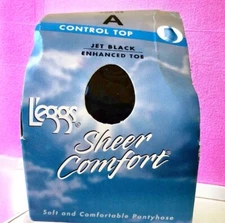 A
CONTROL TOP
JET BLACK
ENHANCED TOE
L'eggs®
Sheer
Comfort®
Soft and Comfortable Pantyhose